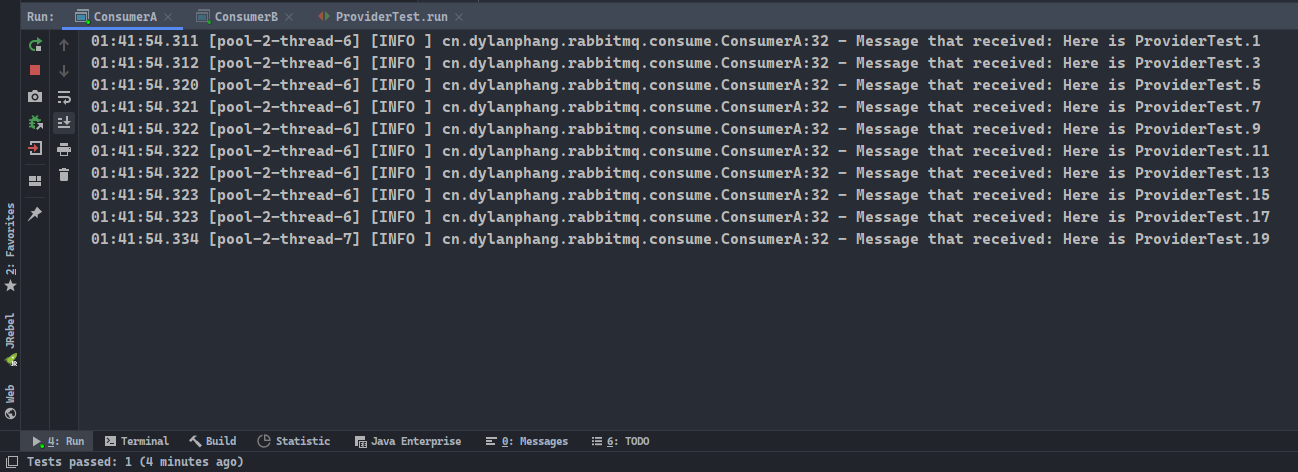 Run: ConsumerA ConsumerB ProviderTest.run
01:41:54.311 [pool-2-thread-6] [INFO ] cn.dylanphang.rabbitmq.consume.ConsumerA:32 - Message that received: Here is ProviderTest.1
01:41:54.312 [pool-2-thread-6] [INFO ] cn.dylanphang.rabbitmq.consume.ConsumerA:32 - Message that received: Here is ProviderTest.3
01:41:54.320 [pool-2-thread-6] [INFO ] cn.dylanphang.rabbitmq.consume.ConsumerA:32 - Message that received: Here is ProviderTest.5
01:41:54.321 [pool-2-thread-6] [INFO ] cn.dylanphang.rabbitmq.consume.ConsumerA:32 - Message that received: Here is ProviderTest.7
01:41:54.322 [pool-2-thread-6] [INFO ] cn.dylanphang.rabbitmq.consume.ConsumerA:32 - Message that received: Here is ProviderTest.9
01:41:54.322 [pool-2-thread-6] [INFO ] cn.dylanphang.rabbitmq.consume.ConsumerA:32 - Message that received: Here is ProviderTest.11
01:41:54.322 [pool-2-thread-6] [INFO ] cn.dylanphang.rabbitmq.consume.ConsumerA:32 - Message that received: Here is ProviderTest.13
01:41:54.323 [pool-2-thread-6] [INFO ] cn.dylanphang.rabbitmq.consume.ConsumerA:32 - Message that received: Here is ProviderTest.15
01:41:54.323 [pool-2-thread-6] [INFO ] cn.dylanphang.rabbitmq.consume.ConsumerA:32 - Message that received: Here is ProviderTest.17
01:41:54.334 [pool-2-thread-7] [INFO ] cn.dylanphang.rabbitmq.consume.ConsumerA:32 - Message that received: Here is ProviderTest.19
2: Favorites
JRebel
Web
4: Run Terminal Build Statistic Java Enterprise 0: Messages 6: TODO
Tests passed: 1 (4 minutes ago)